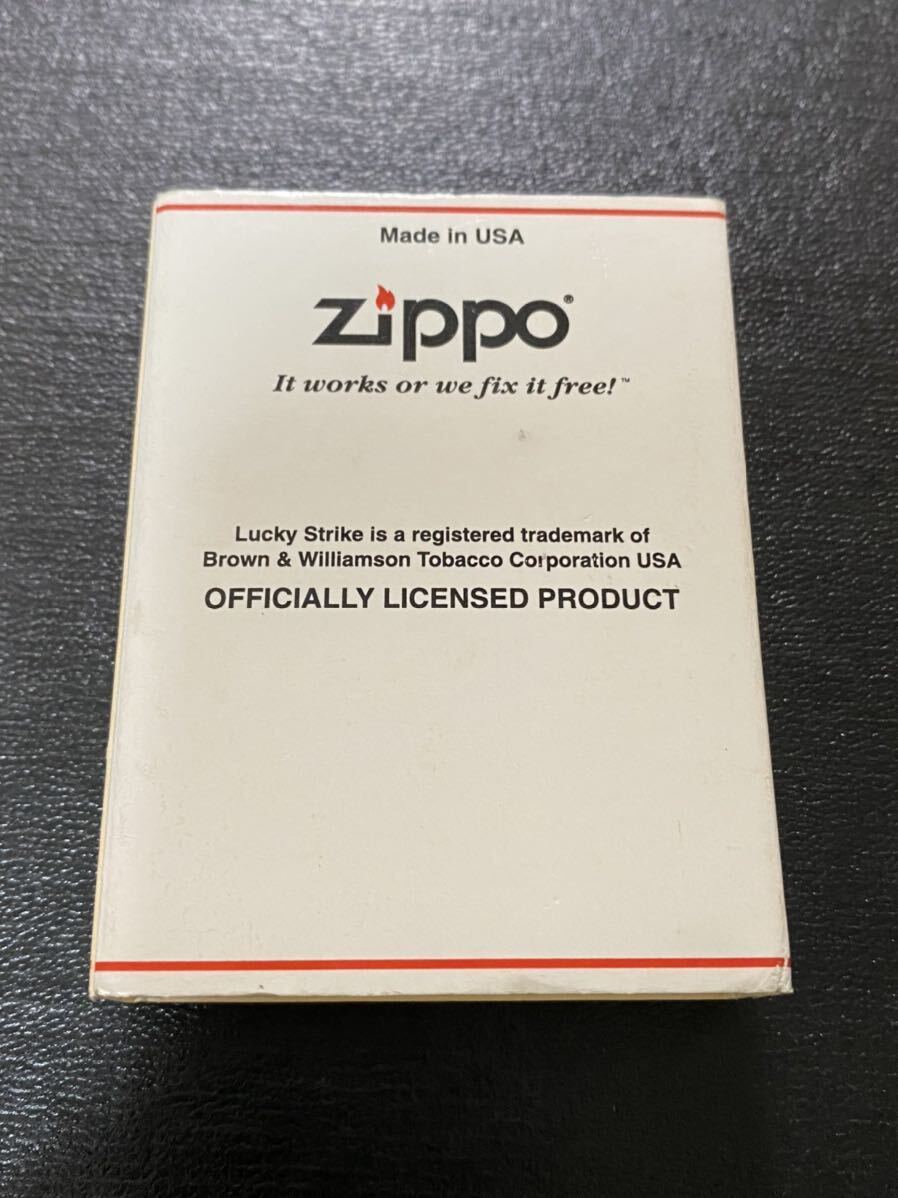 Made in USA
Zippo®
It works or we fix it free!™
Lucky Strike is a registered trademark of
Brown & Williamson Tobacco Corporation USA
OFFICIALLY LICENSED PRODUCT